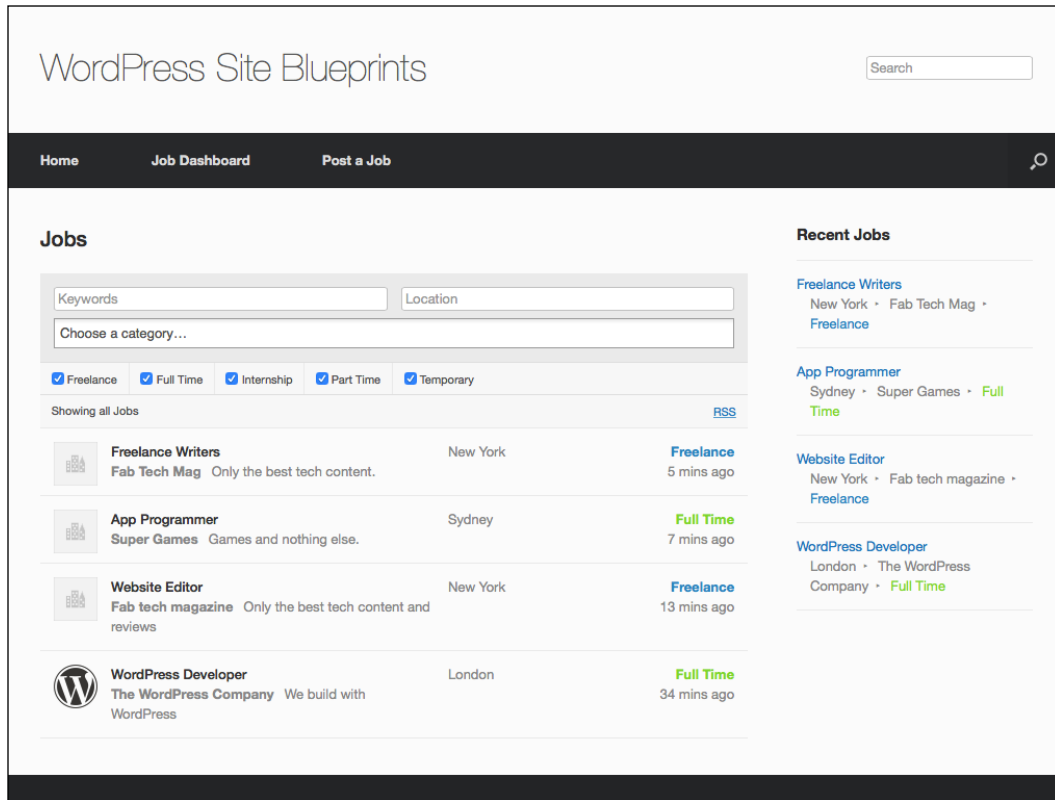 WordPress Site Blueprints
Search
Home Job Dashboard Post a Job
Jobs
Keywords Location
Choose a category...
Freelance Full Time Internship Part Time Temporary
Showing all Jobs RSS
Freelance Writers New York Freelance
Fab Tech Mag Only the best tech content. 5 mins ago
App Programmer Sydney Full Time
Super Games Games and nothing else. 7 mins ago
Website Editor New York Freelance
Fab tech magazine Only the best tech content and 13 mins ago
reviews
WordPress Developer London Full Time
The WordPress Company We build with 34 mins ago
WordPress
Recent Jobs
Freelance Writers
New York ‣ Fab Tech Mag ‣
Freelance
App Programmer
Sydney ‣ Super Games ‣ Full
Time
Website Editor
New York ‣ Fab tech magazine ‣
Freelance
WordPress Developer
London ‣ The WordPress
Company ‣ Full Time